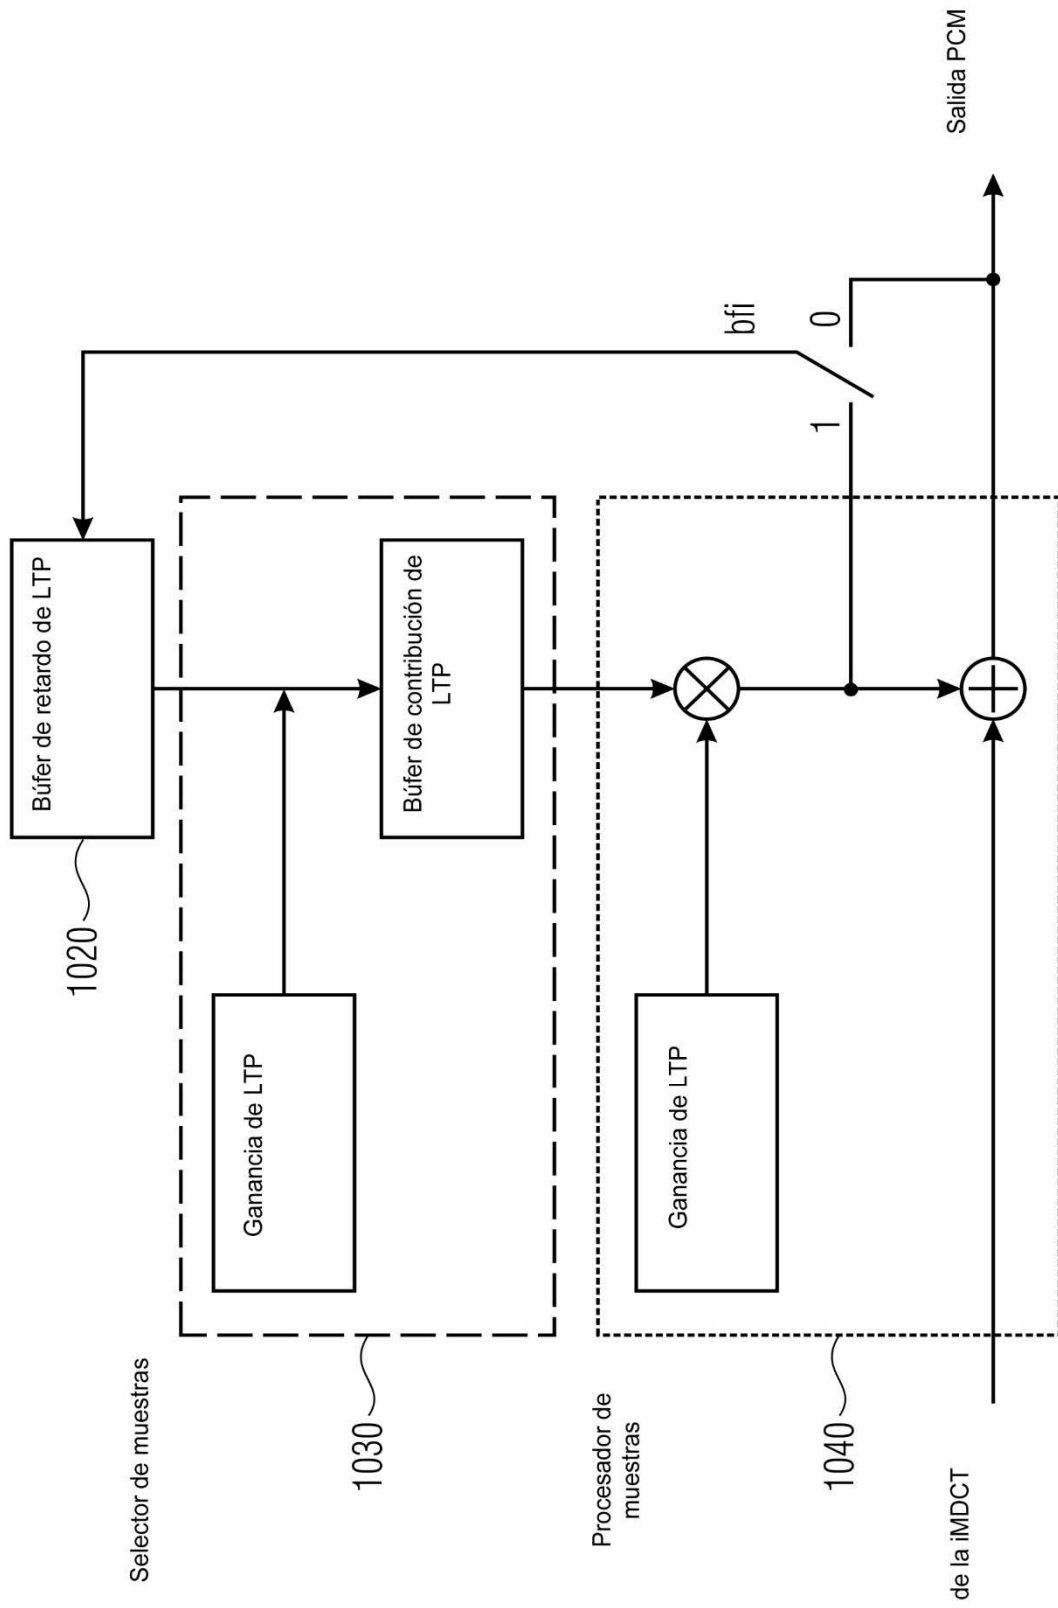 Búfer de retardo de LTP
1020
Selector de muestras
Ganancia de LTP
Búfer de contribución de
LTP
1030
bfi
1
0
Procesador de
muestras
Ganancia de LTP
1040
de la iMDCT
Salida PCM